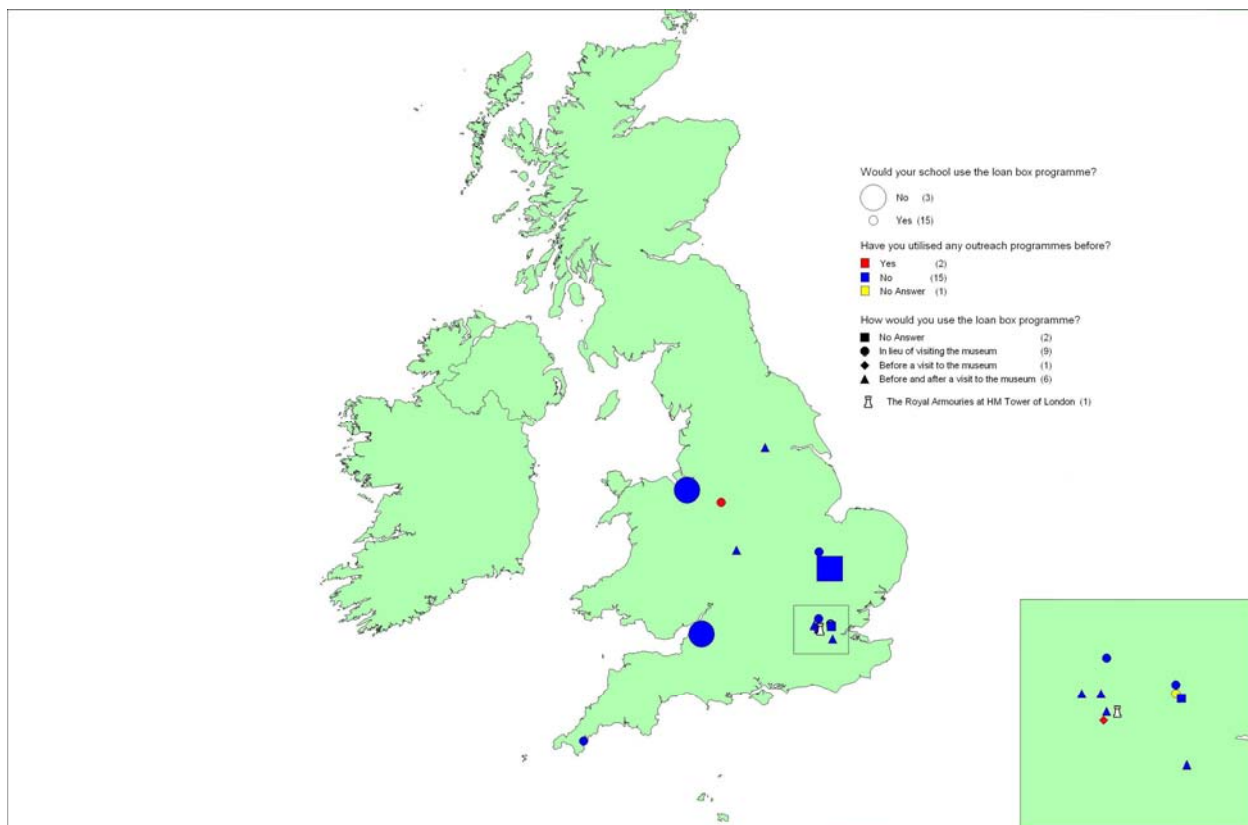 Would your school use the loan box programme?
No (3)
Yes (15)
Have you utilised any outreach programmes before?
Yes (2)
No (15)
No Answer (1)
How would you use the loan box programme?
No Answer (2)
In lieu of visiting the museum (9)
Before a visit to the museum (1)
Before and after a visit to the museum (6)
The Royal Armouries at HM Tower of London (1)